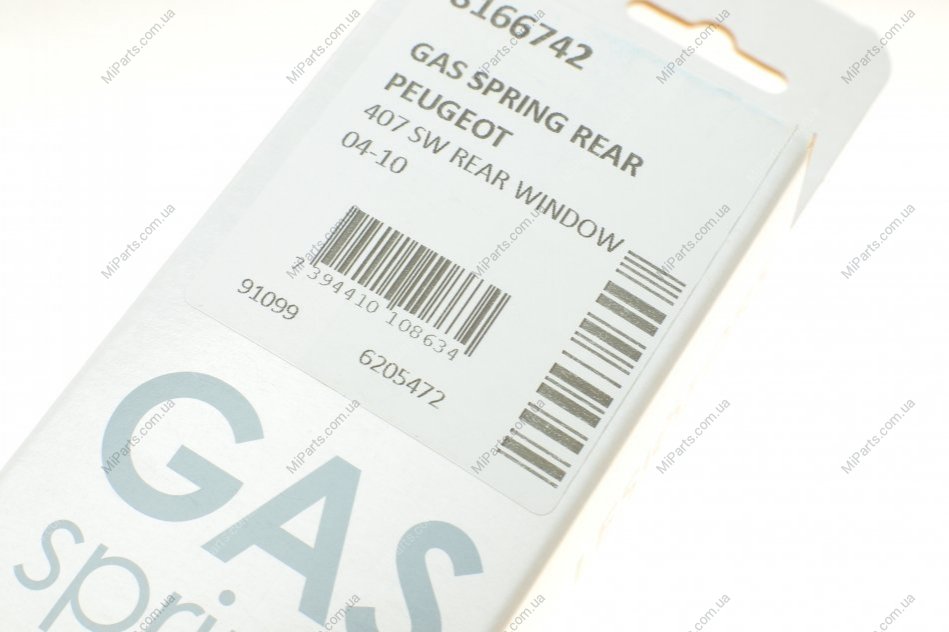 8166742
GAS SPRING REAR
PEUGEOT
407 SW REAR WINDOW
04-10
7 394410 108634
91099
6205472
GAS
spri
MiParts.com.ua